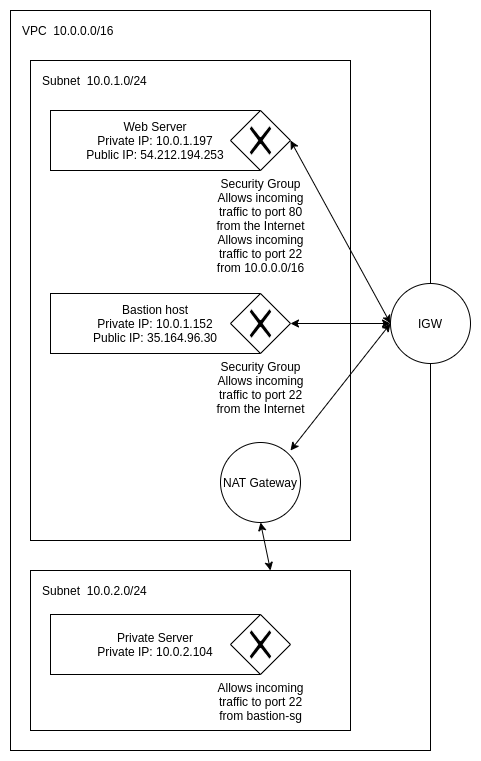 VPC  10.0.0.0/16
Subnet  10.0.1.0/24
Web Server
Private IP: 10.0.1.197
Public IP: 54.212.194.253
Security Group
Allows incoming
traffic to port 80
from the Internet
Allows incoming
traffic to port 22
from 10.0.0.0/16
Bastion host
Private IP: 10.0.1.152
Public IP: 35.164.96.30
IGW
Security Group
Allows incoming
traffic to port 22
from the Internet
NAT Gateway
Subnet  10.0.2.0/24
Private Server
Private IP: 10.0.2.104
Allows incoming
traffic to port 22
from bastion-sg